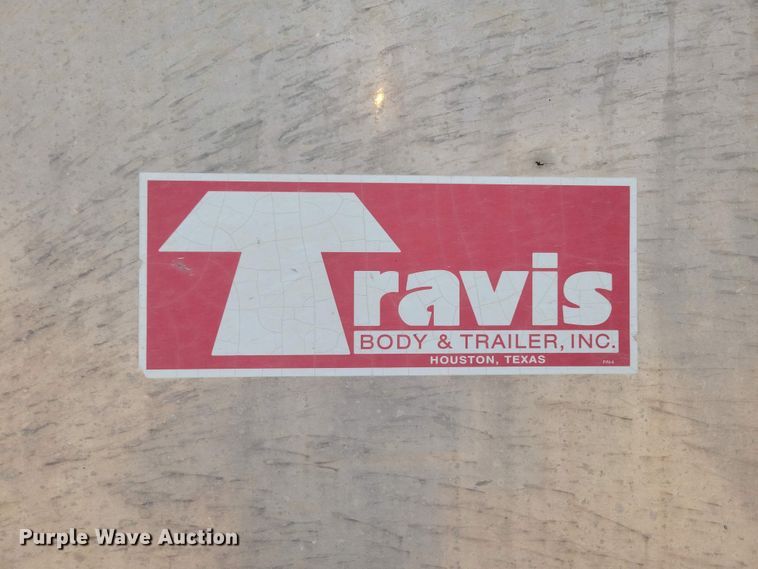 Travis
BODY & TRAILER, INC.
HOUSTON, TEXAS
Purple Wave Auction